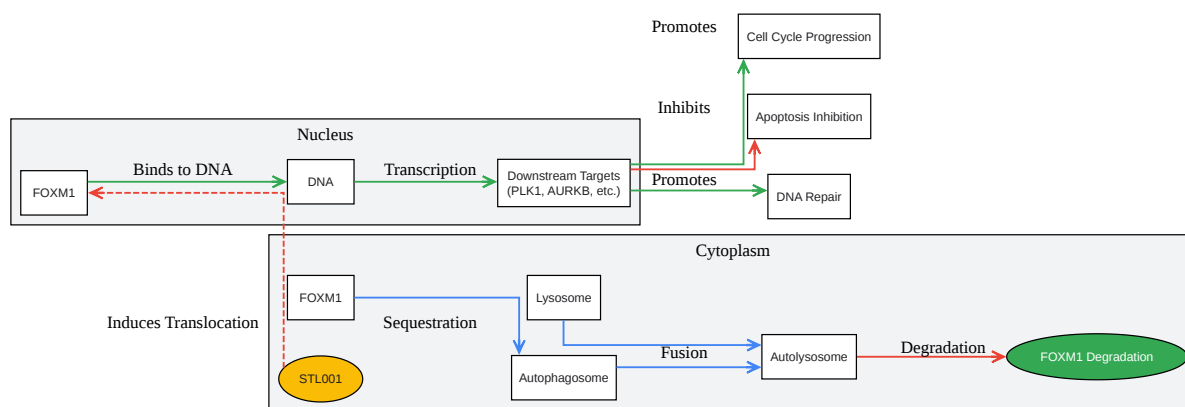 Promotes
Cell Cycle Progression
Inhibits
Apoptosis Inhibition
Nucleus
FOXM1
Binds to DNA
DNA
Transcription
Downstream Targets
(PLK1, AURKB, etc.)
Promotes
DNA Repair
Cytoplasm
FOXM1
Lysosome
Induces Translocation
Sequestration
STL001
Autophagosome
Fusion
Autolysosome
Degradation
FOXM1 Degradation